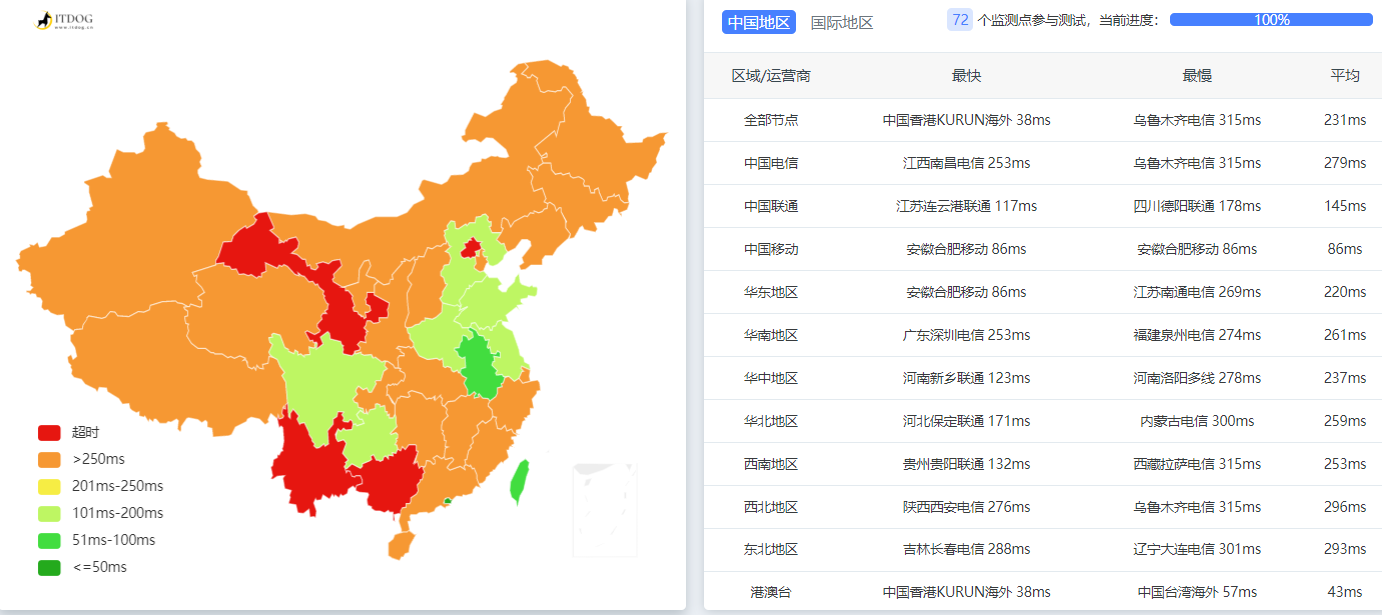 ITDOG
www.itdog.cn
超时
>250ms
201ms-250ms
101ms-200ms
51ms-100ms
<=50ms
中国地区 国际地区 72 个监测点参与测试，当前进度： 100%
区域/运营商 最快 最慢 平均
全部节点 中国香港KURUN海外 38ms 乌鲁木齐电信 315ms 231ms
中国电信 江西南昌电信 253ms 乌鲁木齐电信 315ms 279ms
中国联通 江苏连云港联通 117ms 四川德阳联通 178ms 145ms
中国移动 安徽合肥移动 86ms 安徽合肥移动 86ms 86ms
华东地区 安徽合肥移动 86ms 江苏南通电信 269ms 220ms
华南地区 广东深圳电信 253ms 福建泉州电信 274ms 261ms
华中地区 河南新乡联通 123ms 河南洛阳多线 278ms 237ms
华北地区 河北保定联通 171ms 内蒙古电信 300ms 259ms
西南地区 贵州贵阳联通 132ms 西藏拉萨电信 315ms 253ms
西北地区 陕西西安电信 276ms 乌鲁木齐电信 315ms 296ms
东北地区 吉林长春电信 288ms 辽宁大连电信 301ms 293ms
港澳台 中国香港KURUN海外 38ms 中国台湾海外 57ms 43ms